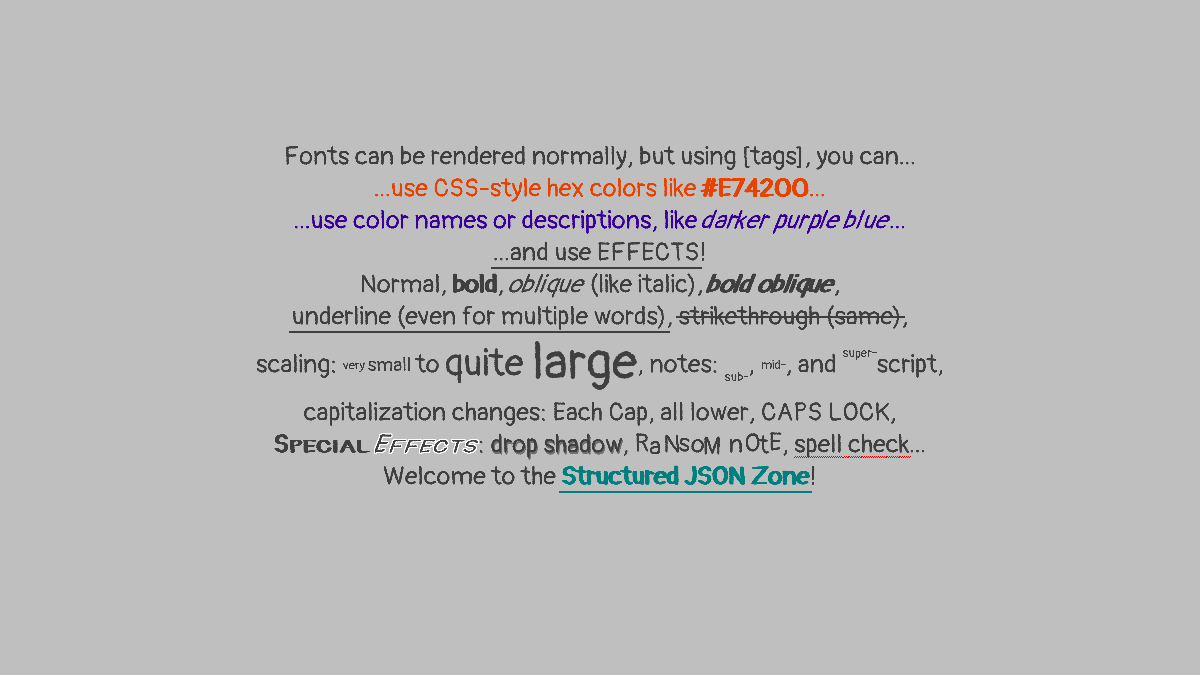 Fonts can be rendered normally, but using [tags], you can...
...use CSS-style hex colors like #E74200...
...use color names or descriptions, like darker purple blue...
...and use EFFECTS!
Normal, bold, oblique (like italic), bold oblique,
underline (even for multiple words), strikethrough (same),
scaling: very small to quite large, notes: sub-, mid-, and super-script,
capitalization changes: Each Cap, all lower, CAPS LOCK,
Special Effects: drop shadow, RaNsoM nOtE, spell check...
Welcome to the Structured JSON Zone!